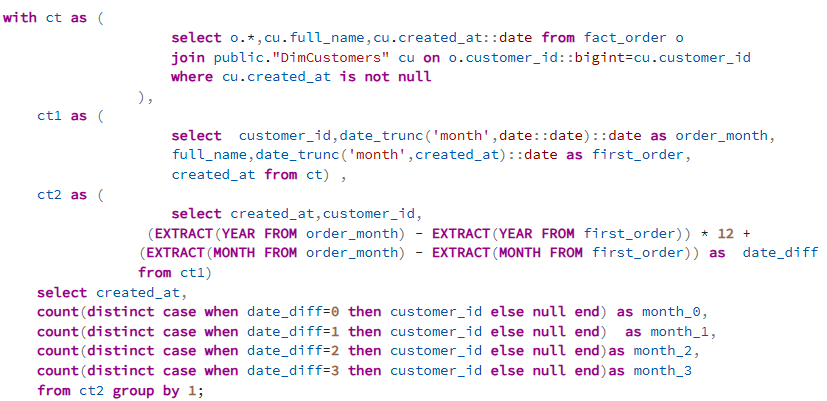 with ct as (
select o.*,cu.full_name,cu.created_at::date from fact_order o
join public."DimCustomers" cu on o.customer_id::bigint=cu.customer_id
where cu.created_at is not null
),
ct1 as (
select  customer_id,date_trunc('month',date::date)::date as order_month,
full_name,date_trunc('month',created_at)::date as first_order,
created_at from ct) ,
ct2 as (
select created_at,customer_id,
(EXTRACT(YEAR FROM order_month) - EXTRACT(YEAR FROM first_order)) * 12 +
(EXTRACT(MONTH FROM order_month) - EXTRACT(MONTH FROM first_order)) as  date_diff
from ct1)
select created_at,
count(distinct case when date_diff=0 then customer_id else null end) as month_0,
count(distinct case when date_diff=1 then customer_id else null end)  as month_1,
count(distinct case when date_diff=2 then customer_id else null end)as month_2,
count(distinct case when date_diff=3 then customer_id else null end)as month_3
from ct2 group by 1;